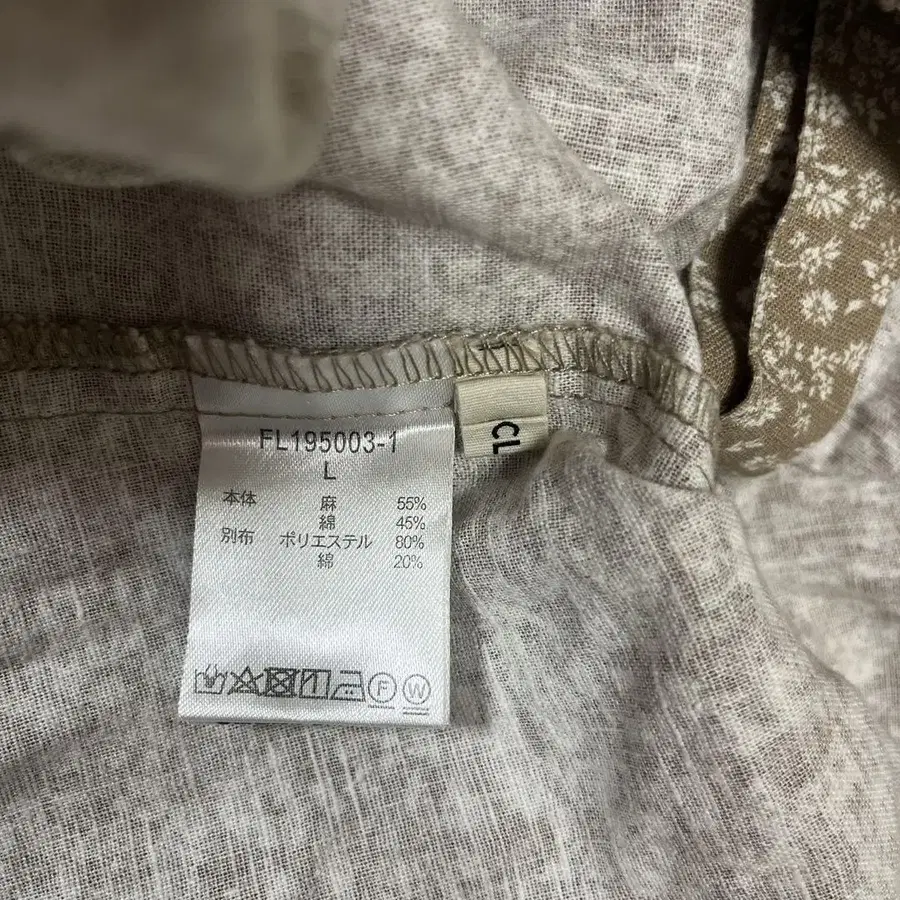 FL195003-1
L
本体 麻 55%
綿 45%
別布 ポリエステル 80%
綿 20%
F W
CL